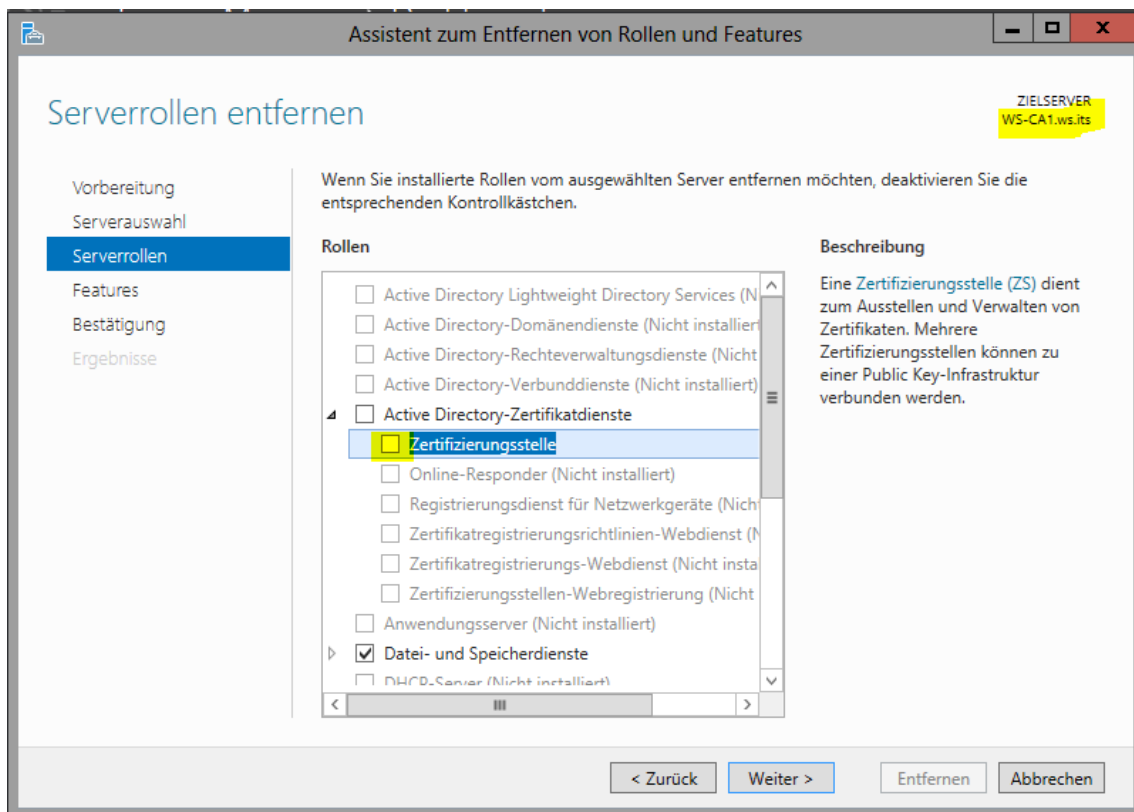 Assistent zum Entfernen von Rollen und Features
Serverrollen entfernen
ZIELSERVER
WS-CA1.ws.its
Vorbereitung
Serverauswahl
Serverrollen
Features
Bestätigung
Ergebnisse
Wenn Sie installierte Rollen vom ausgewählten Server entfernen möchten, deaktivieren Sie die
entsprechenden Kontrollkästchen.
Rollen
Active Directory Lightweight Directory Services (N
Active Directory-Domänendienste (Nicht installiert
Active Directory-Rechteverwaltungsdienste (Nicht
Active Directory-Verbunddienste (Nicht installiert)
Active Directory-Zertifikatdienste
Zertifizierungsstelle
Online-Responder (Nicht installiert)
Registrierungsdienst für Netzwerkgeräte (Nich
Zertifikatregistrierungsrichtlinien-Webdienst (N
Zertifikatregistrierungs-Webdienst (Nicht insta
Zertifizierungsstellen-Webregistrierung (Nicht
Anwendungsserver (Nicht installiert)
Datei- und Speicherdienste
DHCP-Server (Nicht installiert)
Beschreibung
Eine Zertifizierungsstelle (ZS) dient
zum Ausstellen und Verwalten von
Zertifikaten. Mehrere
Zertifizierungsstellen können zu
einer Public Key-Infrastruktur
verbunden werden.
< Zurück
Weiter >
Entfernen
Abbrechen